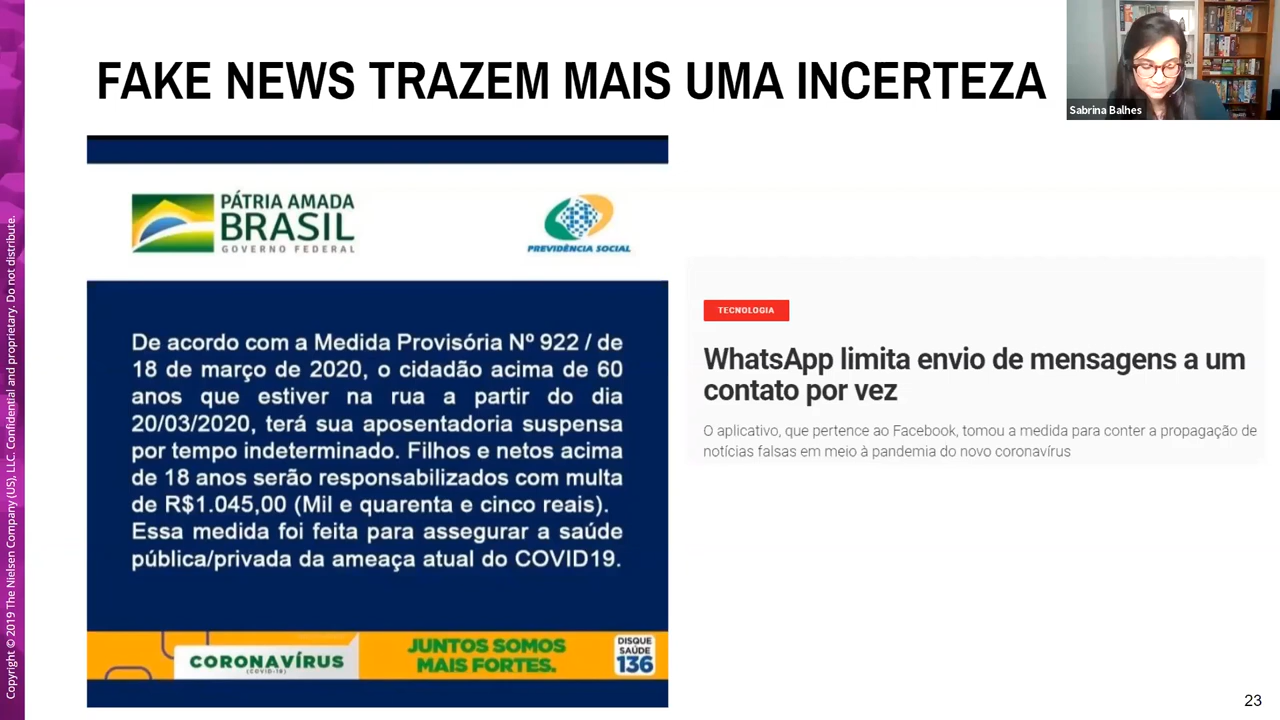 FAKE NEWS TRAZEM MAIS UMA INCERTEZA
Sabrina Balhes
PÁTRIA AMADA
BRASIL
GOVERNO FEDERAL
PREVIDÊNCIA SOCIAL
De acordo com a Medida Provisória Nº 922 / de
18 de março de 2020, o cidadão acima de 60
anos que estiver na rua a partir do dia
20/03/2020, terá sua aposentadoria suspensa
por tempo indeterminado. Filhos e netos acima
de 18 anos serão responsabilizados com multa
de R$1.045,00 (Mil e quarenta e cinco reais).
Essa medida foi feita para assegurar a saúde
pública/privada da ameaça atual do COVID19.
CORONAVÍRUS
(COVID-19)
JUNTOS SOMOS
MAIS FORTES.
DISQUE
SAÚDE
136
TECNOLOGIA
WhatsApp limita envio de mensagens a um
contato por vez
O aplicativo, que pertence ao Facebook, tomou a medida para conter a propagação de
notícias falsas em meio à pandemia do novo coronavírus
Copyright © 2019 The Nielsen Company (US), LLC. Confidential and proprietary. Do not distribute.
23